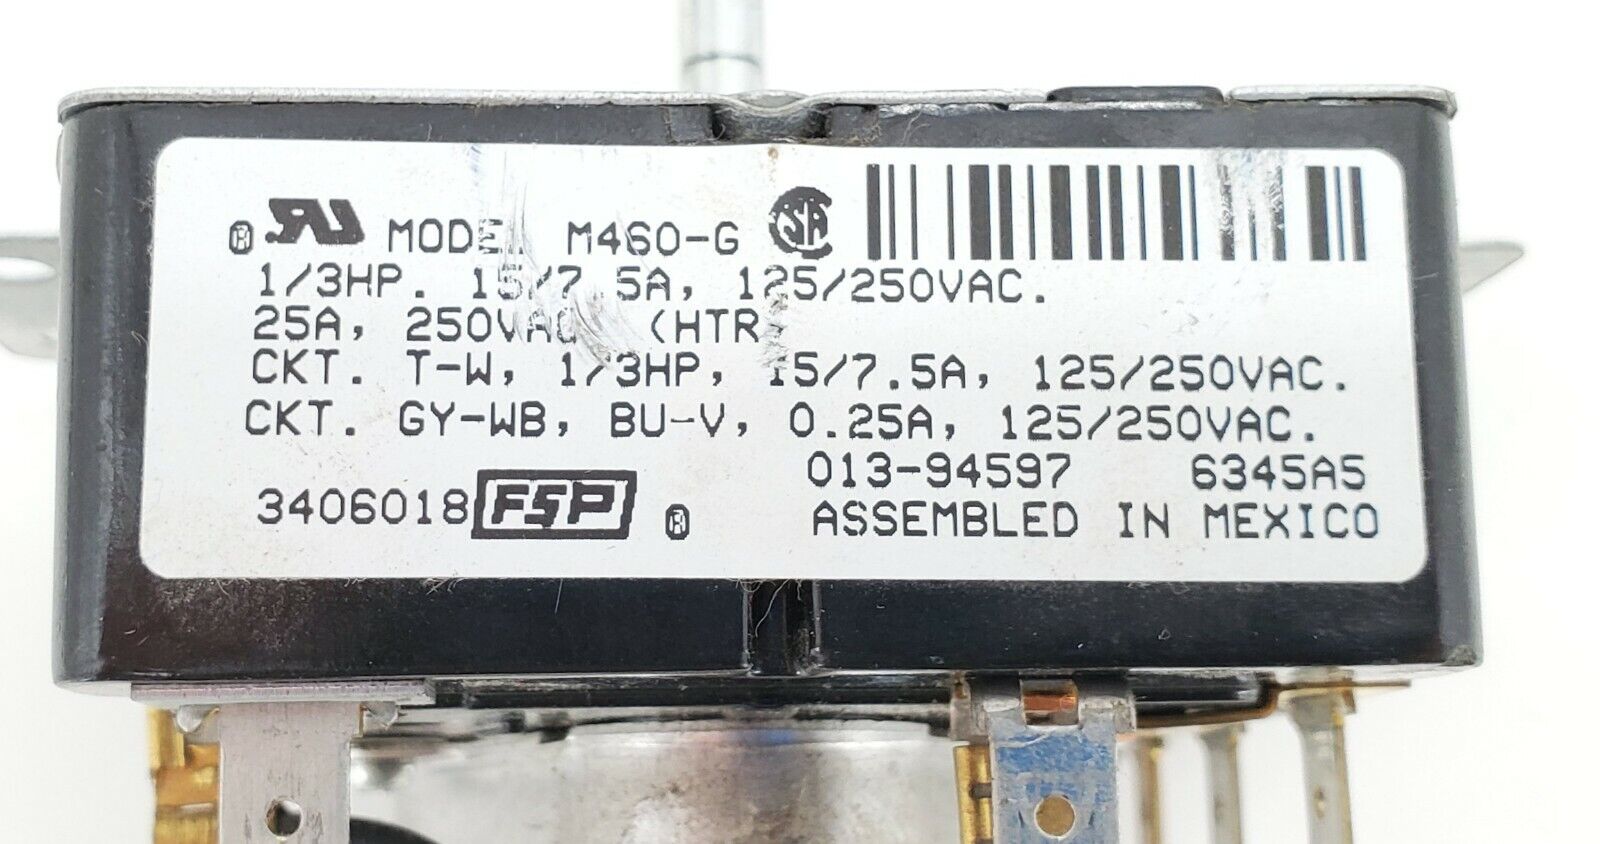 ® MODEL M460-G
1/3HP. 15/7.5A, 125/250VAC.
25A, 250VAC (HTR)
CKT. T-W, 1/3HP, 15/7.5A, 125/250VAC.
CKT. GY-WB, BU-V, 0.25A, 125/250VAC.
013-94597 6345A5
3406018 FSP ® ASSEMBLED IN MEXICO